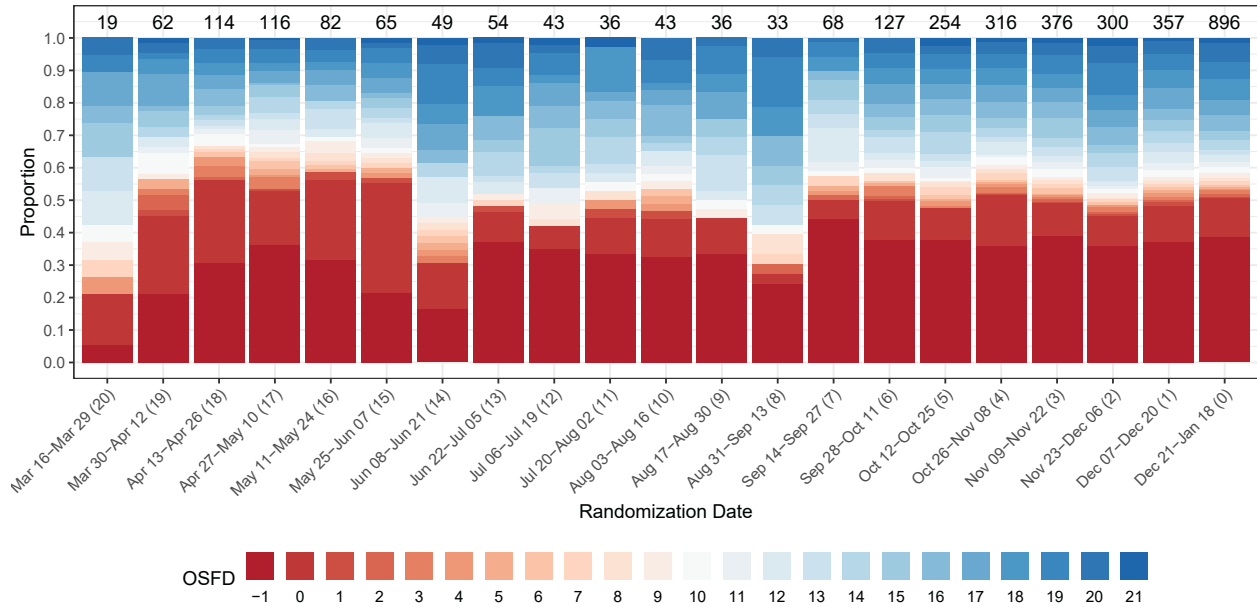 19 62 114 116 82 65 49 54 43 36 43 36 33 68 127 254 316 376 300 357 896
1.0
0.9
0.8
0.7
0.6
0.5
0.4
0.3
0.2
0.1
0.0
Proportion
Mar 16−Mar 29 (20)
Mar 30−Apr 12 (19)
Apr 13−Apr 26 (18)
Apr 27−May 10 (17)
May 11−May 24 (16)
May 25−Jun 07 (15)
Jun 08−Jun 21 (14)
Jun 22−Jul 05 (13)
Jul 06−Jul 19 (12)
Jul 20−Aug 02 (11)
Aug 03−Aug 16 (10)
Aug 17−Aug 30 (9)
Aug 31−Sep 13 (8)
Sep 14−Sep 27 (7)
Sep 28−Oct 11 (6)
Oct 12−Oct 25 (5)
Oct 26−Nov 08 (4)
Nov 09−Nov 22 (3)
Nov 23−Dec 06 (2)
Dec 07−Dec 20 (1)
Dec 21−Jan 18 (0)
Randomization Date
OSFD
−1 0 1 2 3 4 5 6 7 8 9 10 11 12 13 14 15 16 17 18 19 20 21